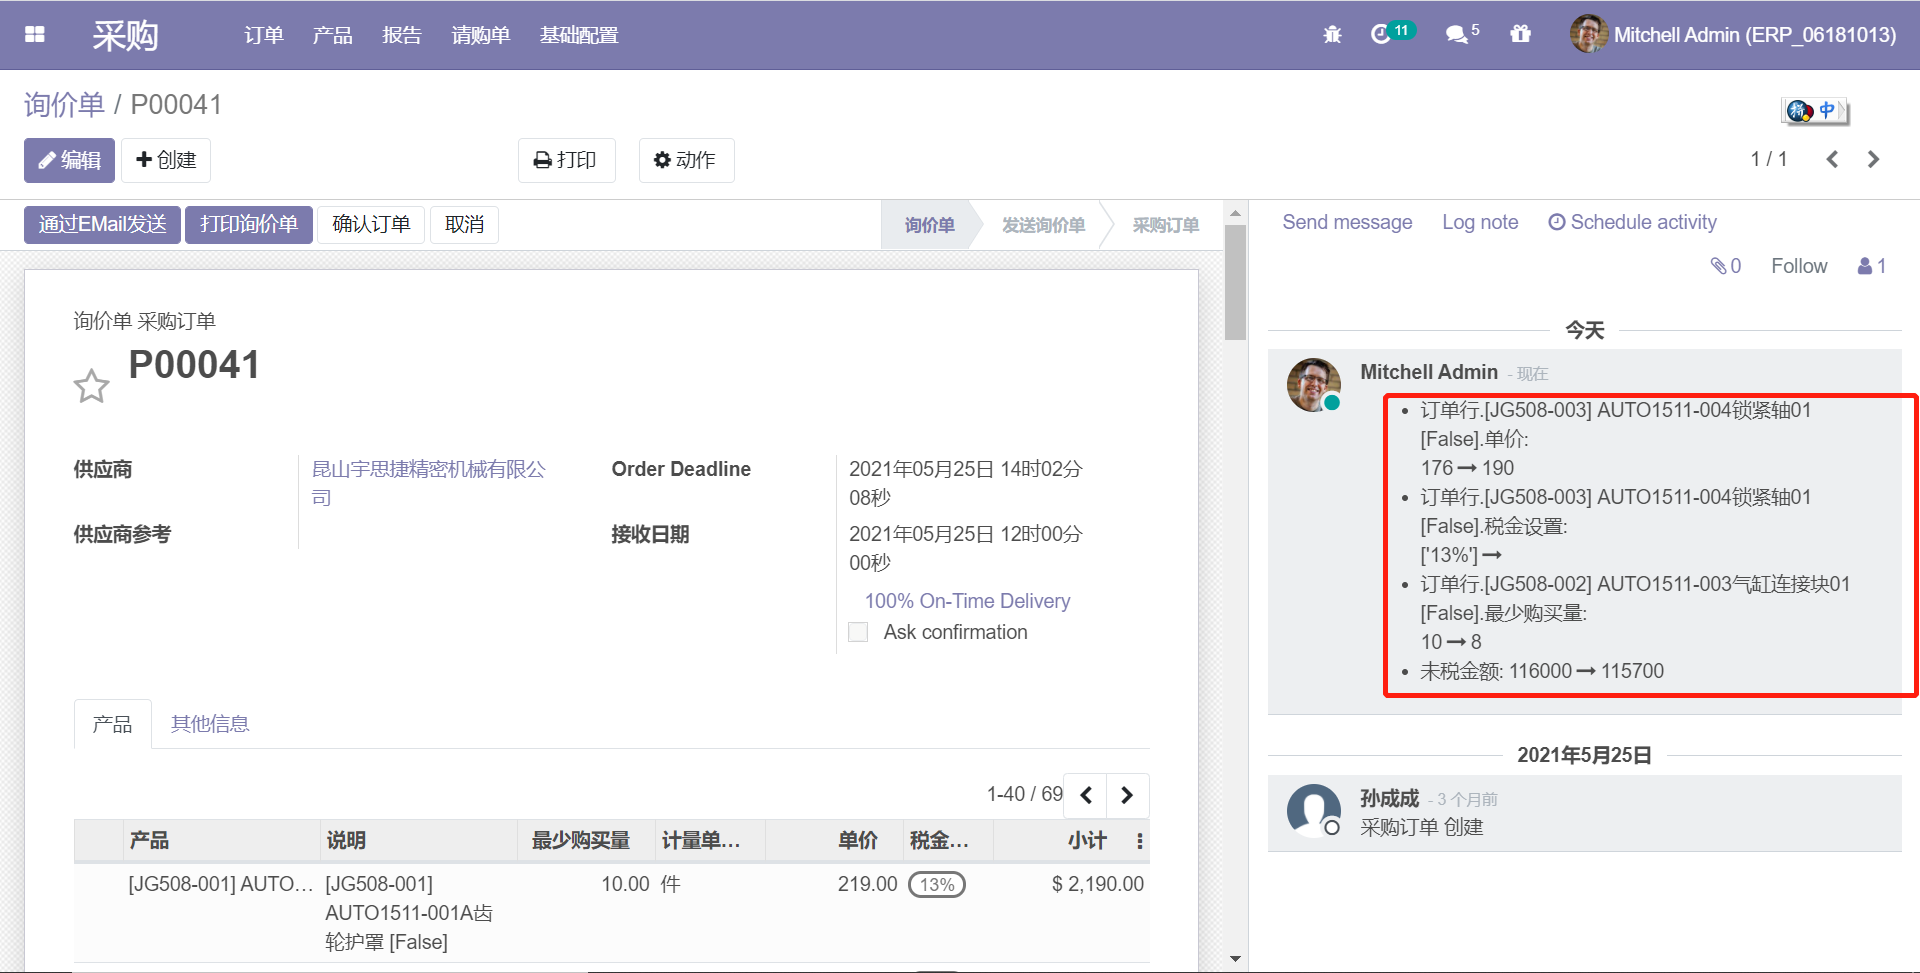 采购 订单 产品 报告 请购单 基础配置 11 5 Mitchell Admin (ERP_06181013)
询价单 / P00041
拼 中
编辑 创建 打印 动作 1 / 1
通过EMail发送 打印询价单 确认订单 取消 询价单 发送询价单 采购订单
Send message Log note Schedule activity
0 Follow 1
询价单 采购订单
P00041
供应商
昆山宇思捷精密机械有限公
司
供应商参考
Order Deadline
2021年05月25日 14时02分
08秒
接收日期
2021年05月25日 12时00分
00秒
100% On-Time Delivery
Ask confirmation
产品 其他信息
1-40 / 69
产品 说明 最少购买量 计量单... 单价 税金... 小计
[JG508-001] AUTO... [JG508-001] 10.00 件 219.00 13% $ 2,190.00
AUTO1511-001A齿
轮护罩 [False]
今天
Mitchell Admin - 现在
订单行.[JG508-003] AUTO1511-004锁紧轴01
[False].单价:
176 → 190
订单行.[JG508-003] AUTO1511-004锁紧轴01
[False].税金设置:
['13%'] →
订单行.[JG508-002] AUTO1511-003气缸连接块01
[False].最少购买量:
10 → 8
未税金额: 116000 → 115700
2021年5月25日
孙成成 - 3 个月前
采购订单 创建